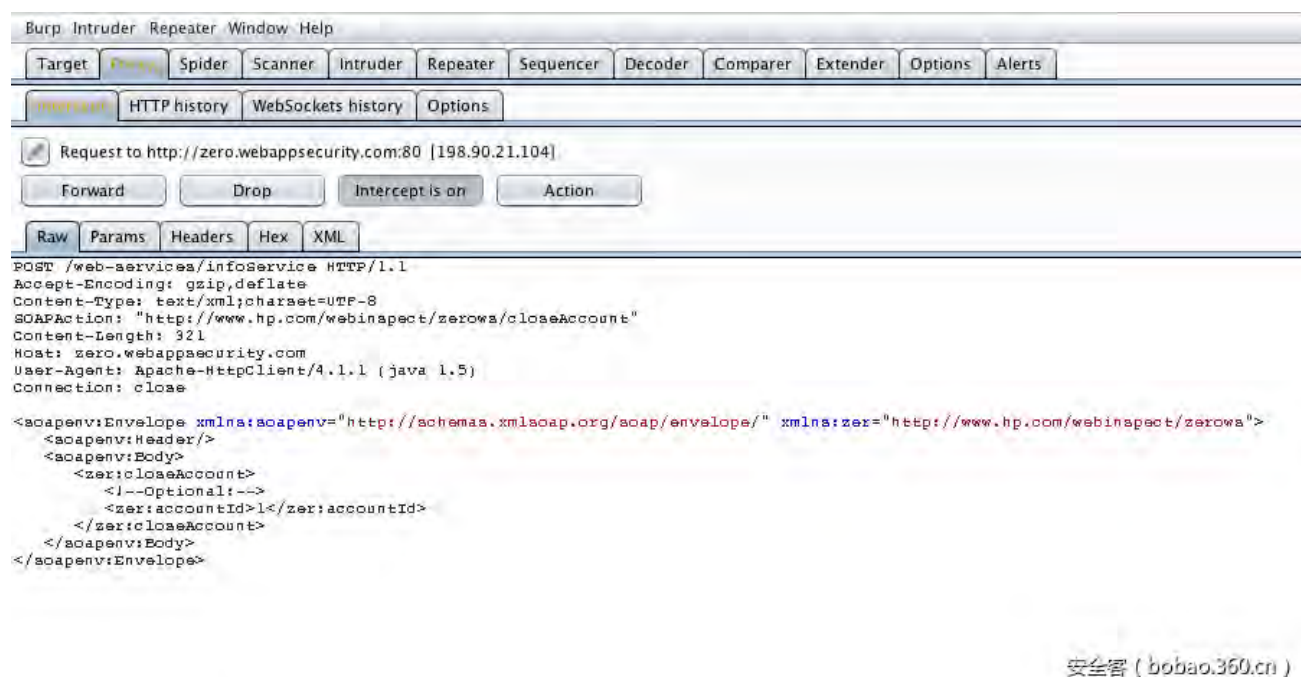 Burp Intruder Repeater Window Help
Target Proxy Spider Scanner Intruder Repeater Sequencer Decoder Comparer Extender Options Alerts
Intercept HTTP history WebSockets history Options
Request to http://zero.webappsecurity.com:80 [198.90.21.104]
Forward Drop Intercept is on Action
Raw Params Headers Hex XML
POST /web-services/infoService HTTP/1.1
Accept-Encoding: gzip,deflate
Content-Type: text/xml;charset=UTF-8
SOAPAction: "http://www.hp.com/webinspect/zerows/closeAccount"
Content-Length: 321
Host: zero.webappsecurity.com
User-Agent: Apache-HttpClient/4.1.1 (java 1.5)
Connection: close
<soapenv:Envelope xmlns:soapenv="http://schemas.xmlsoap.org/soap/envelope/" xmlns:zer="http://www.hp.com/webinspect/zerows">
<soapenv:Header/>
<soapenv:Body>
<zer:closeAccount>
<!--Optional:-->
<zer:accountId>1</zer:accountId>
</zer:closeAccount>
</soapenv:Body>
</soapenv:Envelope>
安全客 ( bobao.360.cn )